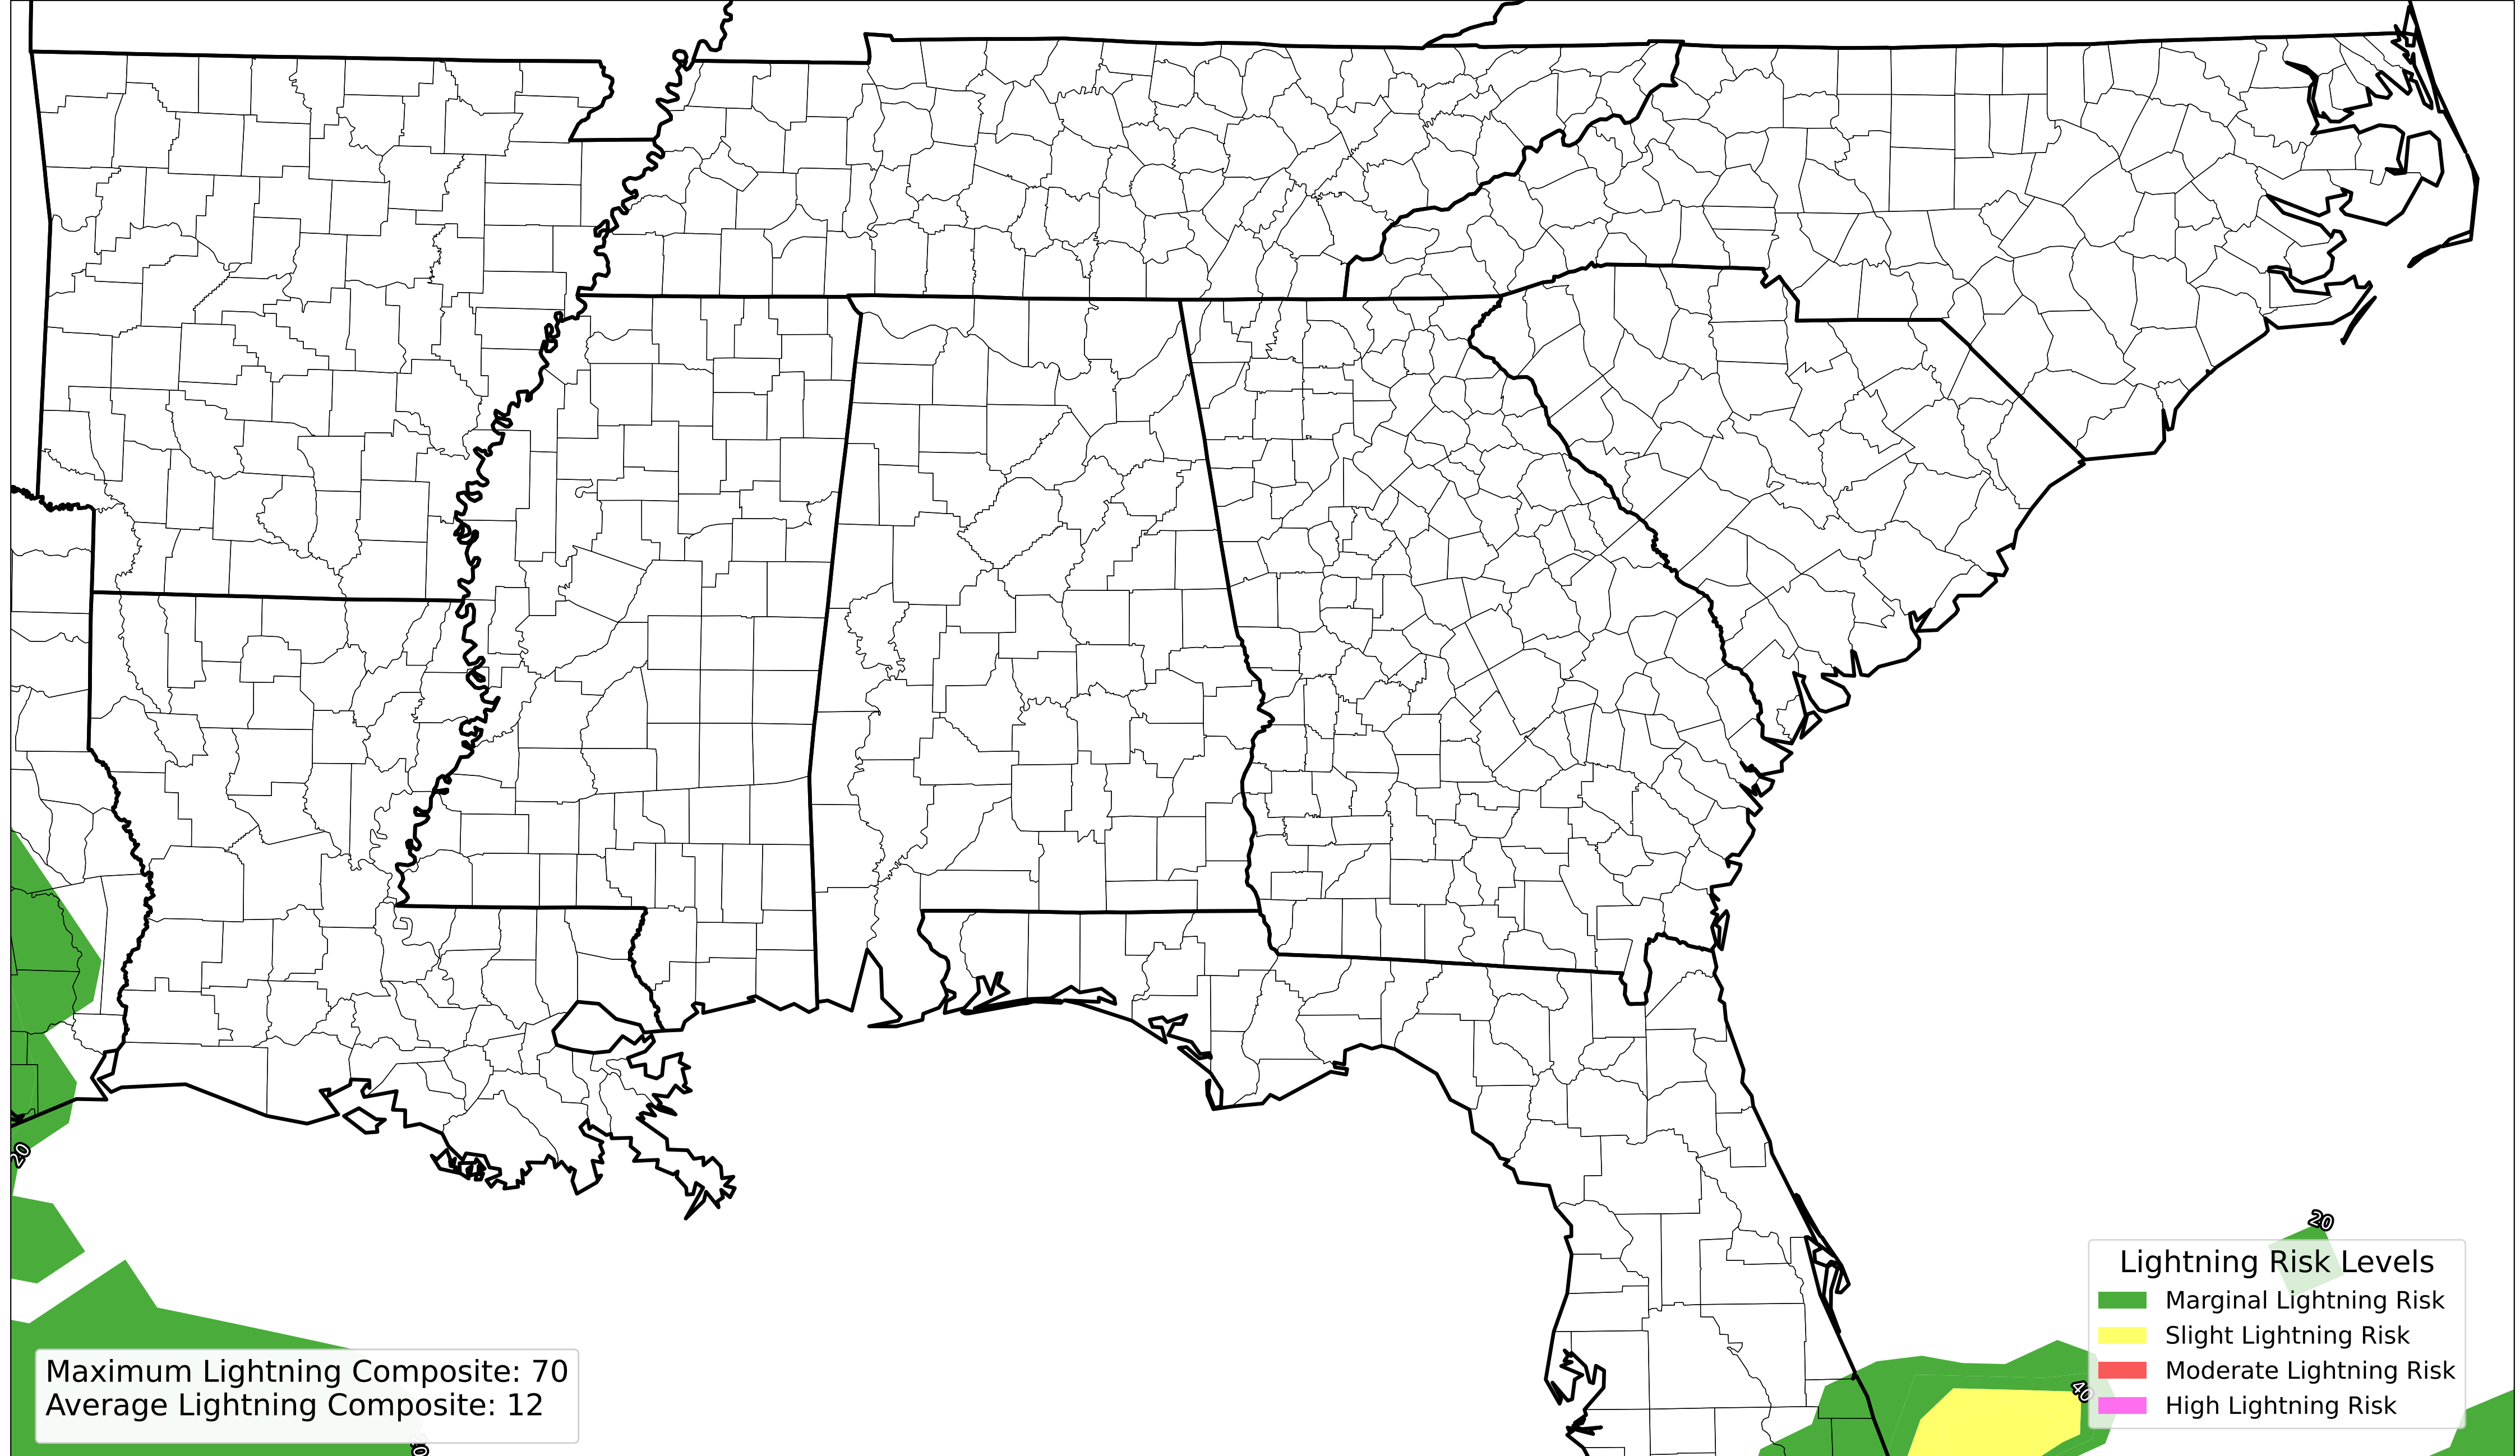 20
20
Lightning Risk Levels
Marginal Lightning Risk
Slight Lightning Risk
Moderate Lightning Risk
High Lightning Risk
40
Maximum Lightning Composite: 70
Average Lightning Composite: 12